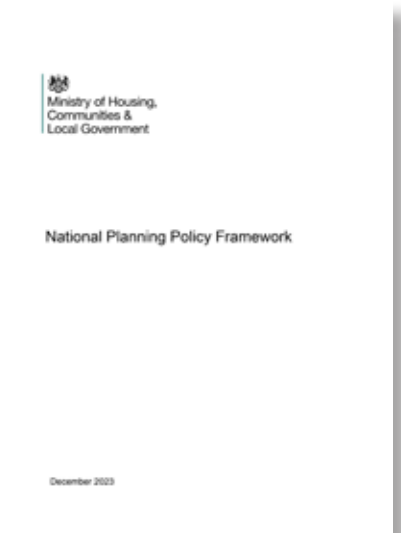 Ministry of Housing,
Communities &
Local Government
National Planning Policy Framework
December 2023